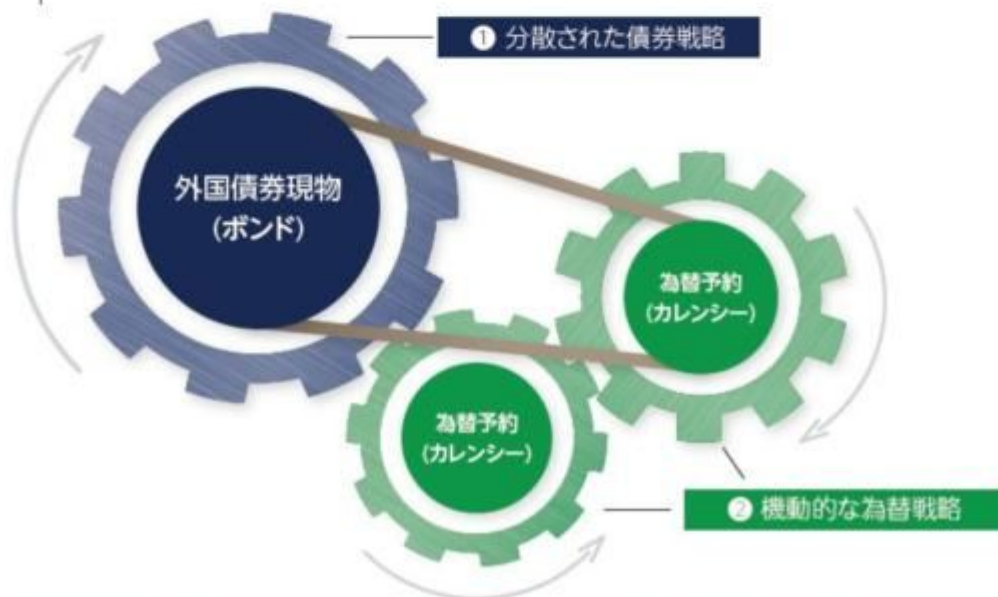 ❶ 分散された債券戦略
外国債券現物
(ボンド)
為替予約
(カレンシー)
為替予約
(カレンシー)
❷ 機動的な為替戦略